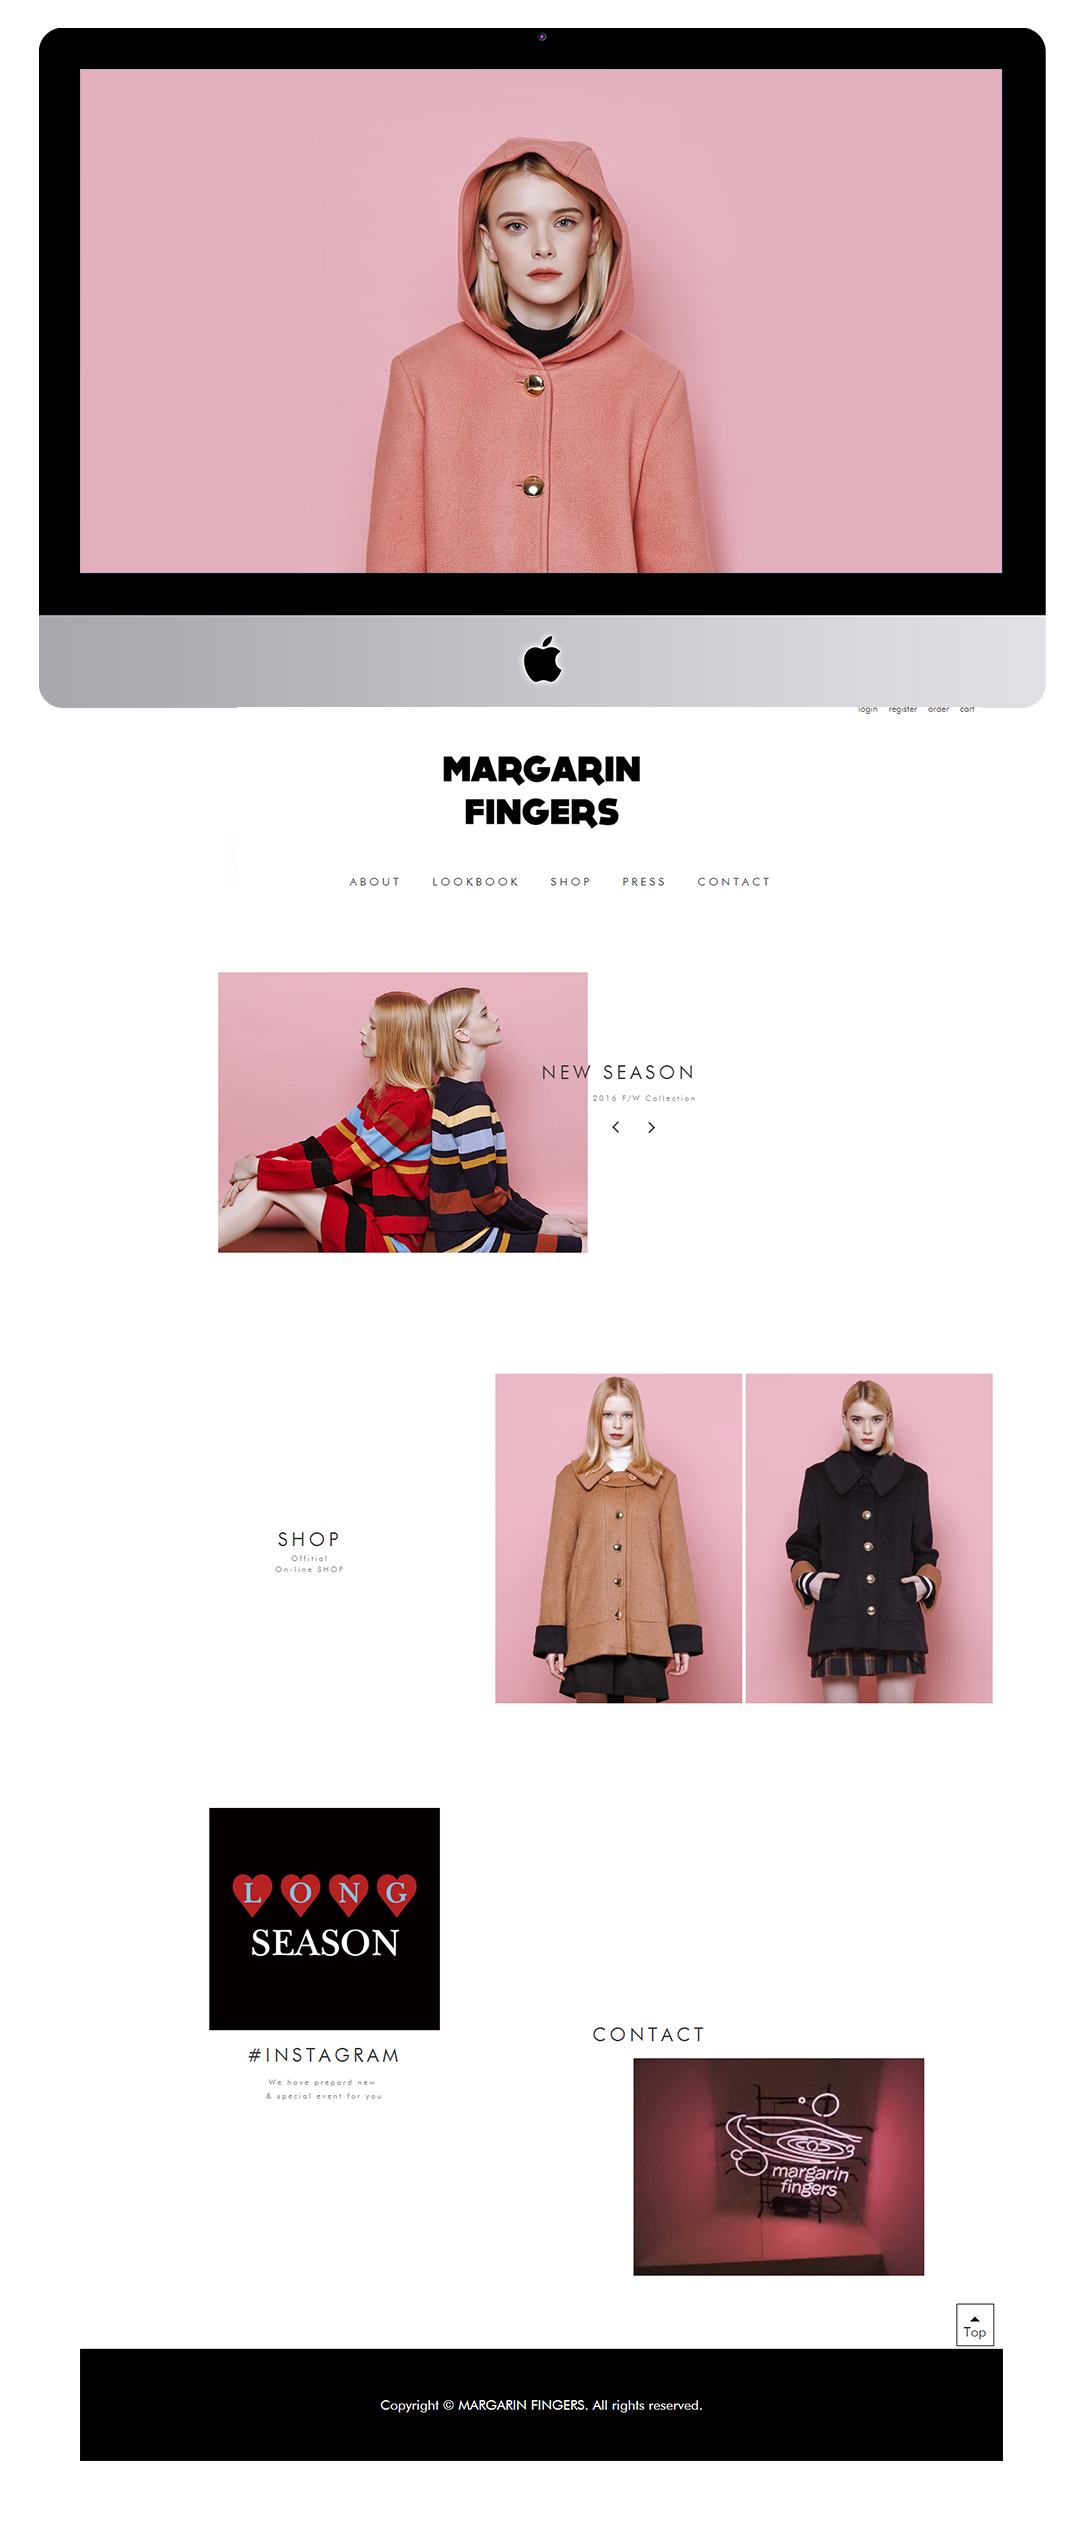 login register order cart
MARGARIN
FINGERS
ABOUT LOOKBOOK SHOP PRESS CONTACT
NEW SEASON
2016 F/W Collection
SHOP
Offitial
On-line SHOP
L O N G
SEASON
#INSTAGRAM
We have prepard new
& special event for you
CONTACT
margarin
fingers
Top
Copyright © MARGARIN FINGERS. All rights reserved.